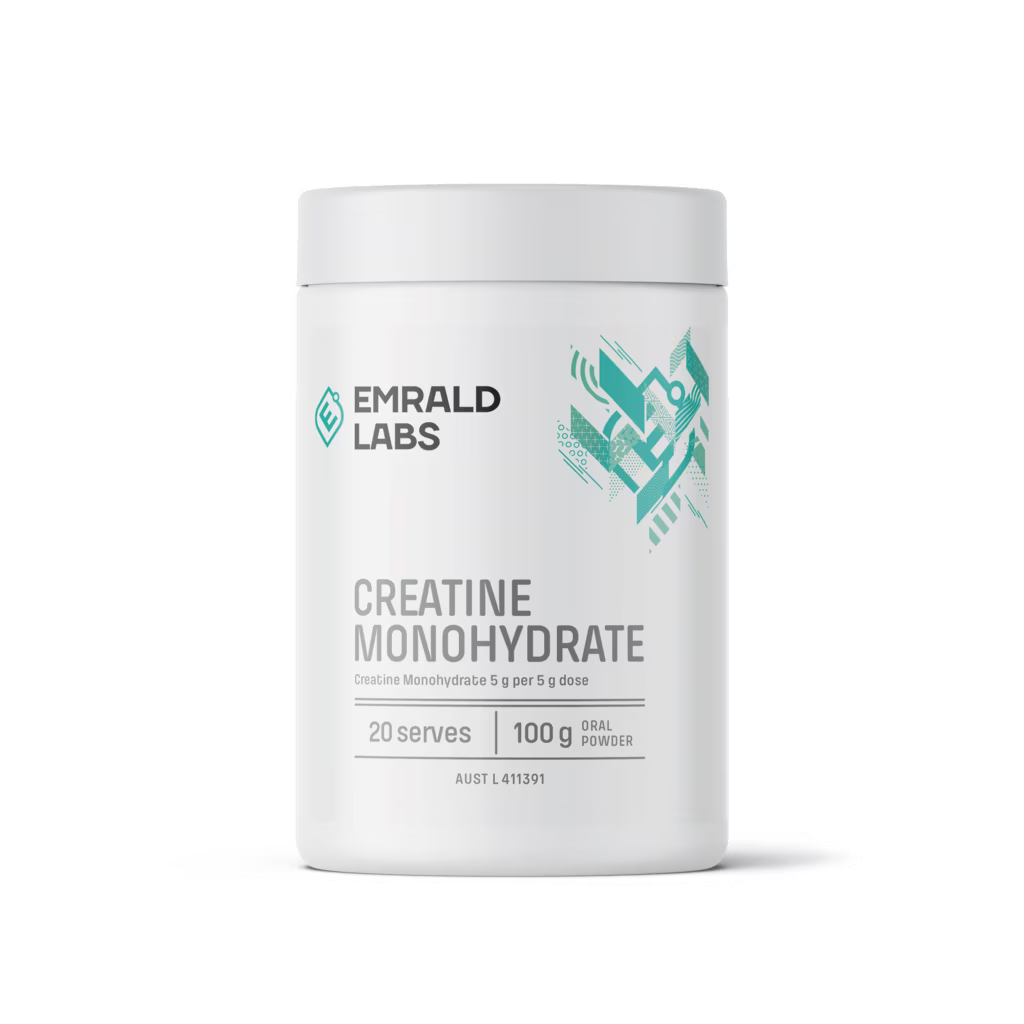 EMRALD
LABS
CREATINE
MONOHYDRATE
Creatine Monohydrate 5 g per 5 g dose
20 serves
100 g ORAL
POWDER
AUST L 411391